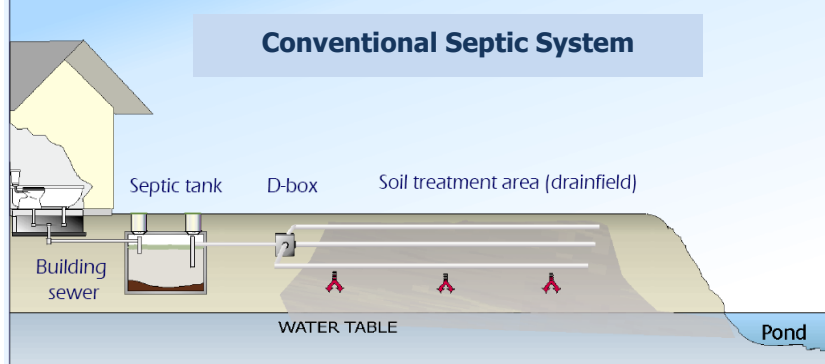 Conventional Septic System
Septic tank
D-box
Soil treatment area (drainfield)
Building
sewer
WATER TABLE
Pond